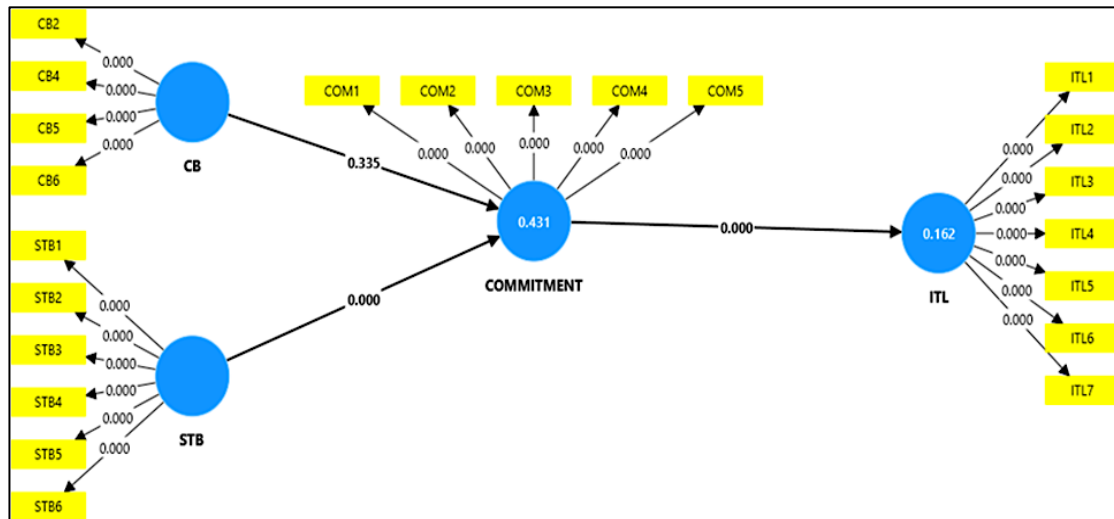 CB2
0.000
CB4
0.000
CB5
0.000
CB6
0.000
CB
0.335
STB1
0.000
STB2
0.000
STB3
0.000
STB4
0.000
STB5
0.000
STB6
0.000
STB
0.000
COM1
COM2
COM3
COM4
COM5
0.000
0.000
0.000
0.000
0.000
0.431
COMMITMENT
0.000
0.162
ITL
ITL1
0.000
ITL2
0.000
ITL3
0.000
ITL4
0.000
ITL5
0.000
ITL6
0.000
ITL7
0.000